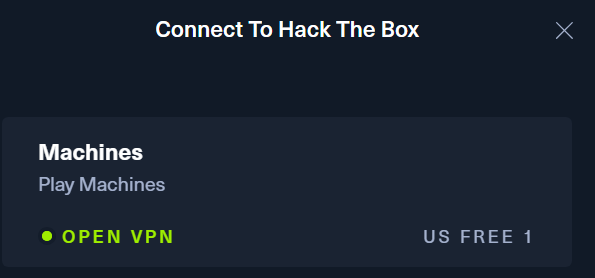 Connect To Hack The Box
Machines
Play Machines
OPEN VPN US FREE 1